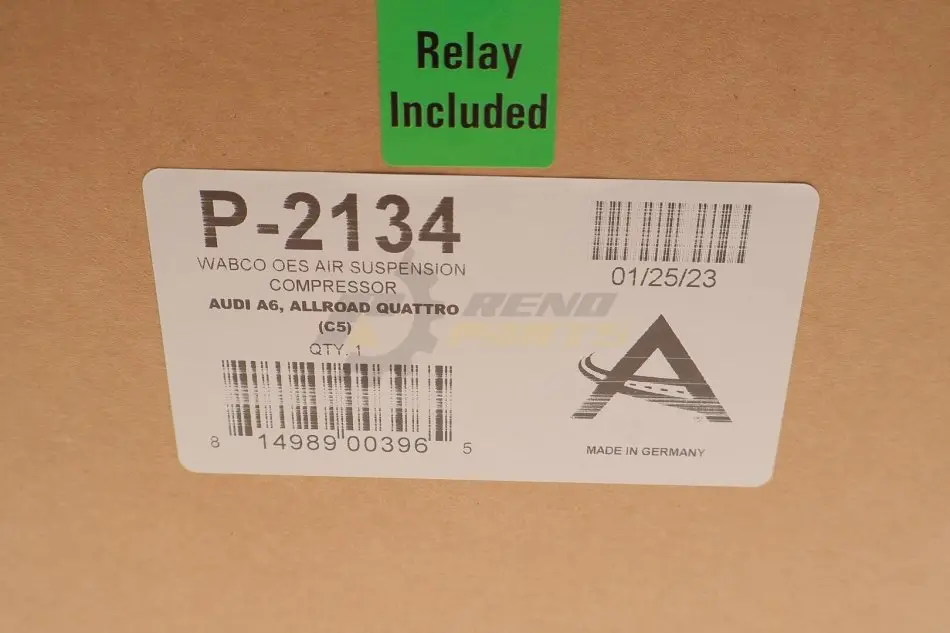 Relay
Included
P-2134
WABCO OES AIR SUSPENSION
COMPRESSOR
AUDI A6, ALLROAD QUATTRO
(C5)
QTY. 1
8 14989 00396 5
01/25/23
RENO
PARTS
MADE IN GERMANY